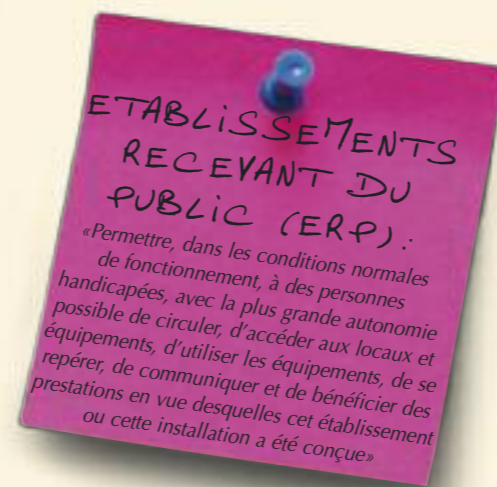 ETABLiSSEMENTS
RECEVANT DU
PUBLIC (ERP):
«Permettre, dans les conditions normales
de fonctionnement, à des personnes
handicapées, avec la plus grande autonomie
possible de circuler, d'accéder aux locaux et
équipements, d'utiliser les équipements, de se
repérer, de communiquer et de bénéficier des
prestations en vue desquelles cet établissement
ou cette installation a été conçue»